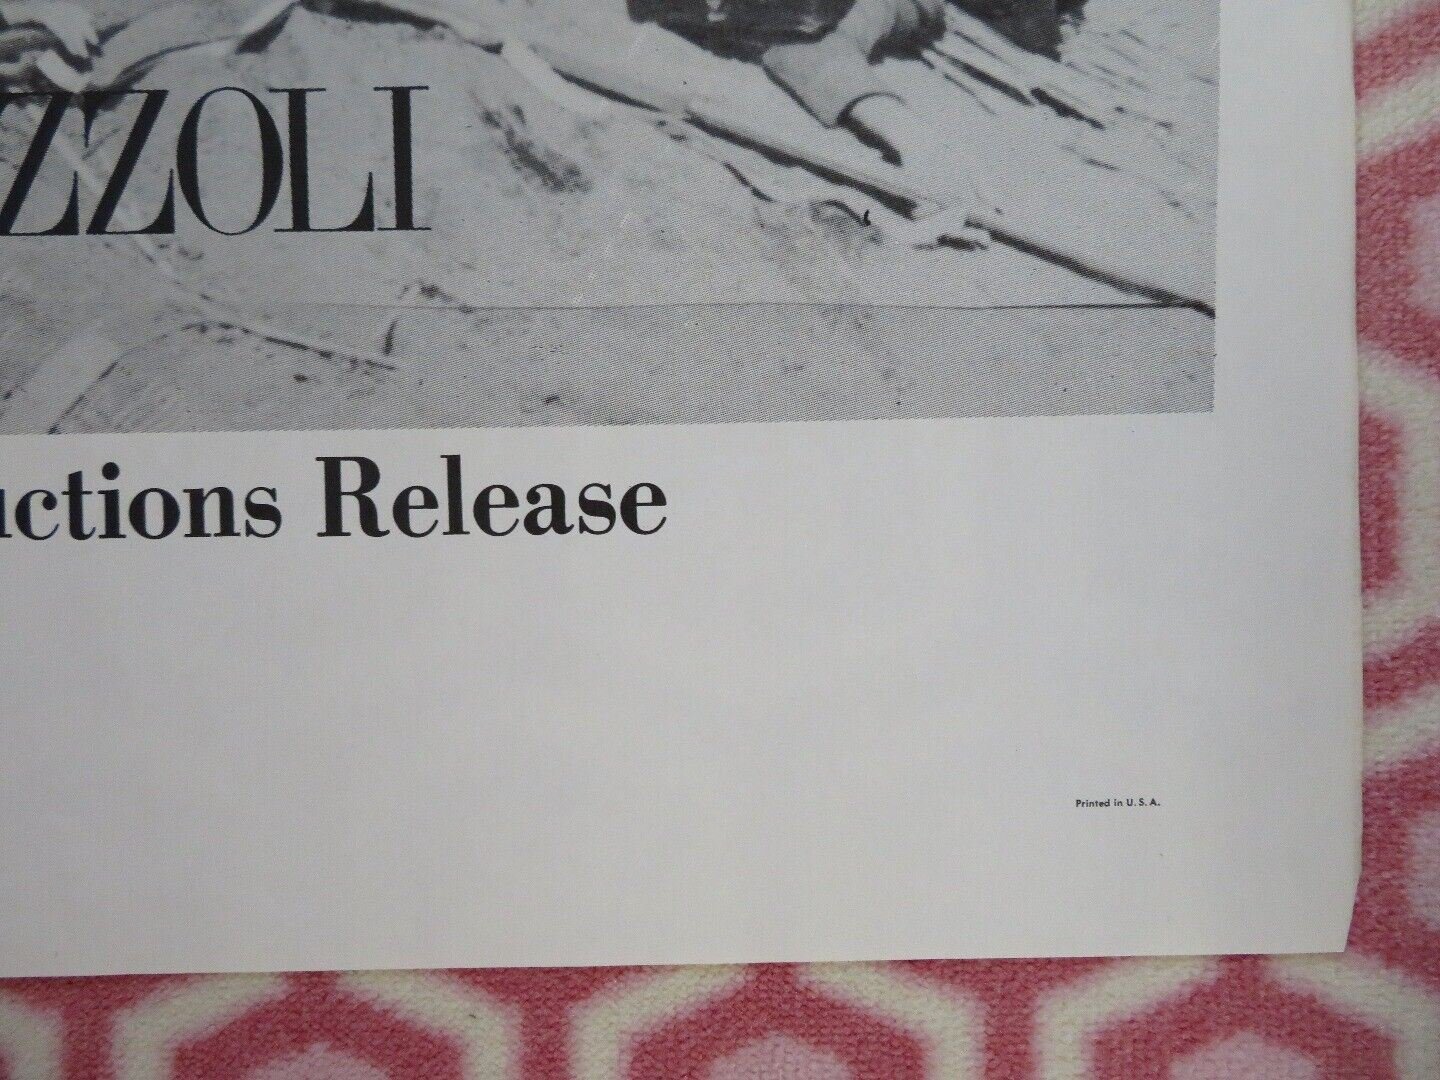 ZZOLI
uctions Release
Printed in U. S. A.